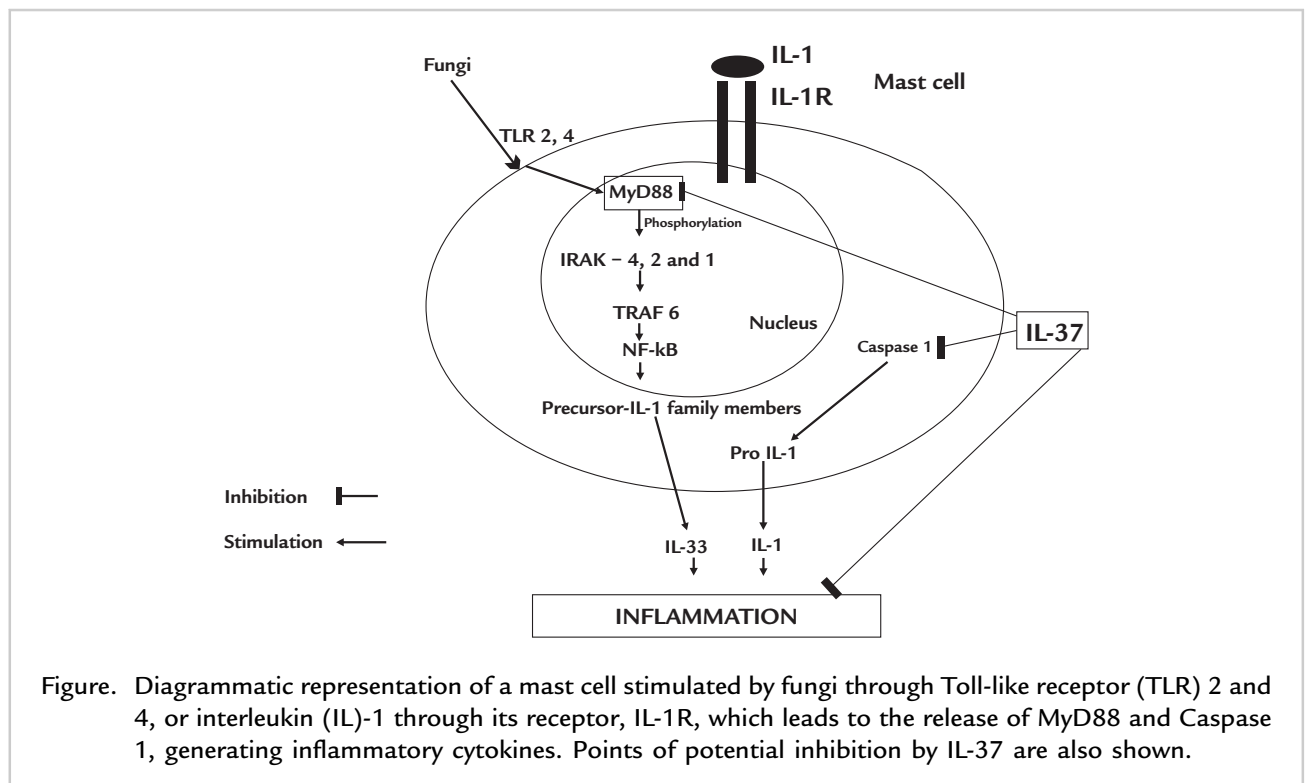 IL-1
Fungi
IL-1R
Mast cell
TLR 2, 4
MyD88
Phosphorylation
IRAK – 4, 2 and 1
TRAF 6
Nucleus
IL-37
NF-kB
Caspase 1
Precursor-IL-1 family members
Pro IL-1
Inhibition
Stimulation
IL-33
IL-1
INFLAMMATION
Figure. Diagrammatic representation of a mast cell stimulated by fungi through Toll-like receptor (TLR) 2 and
4, or interleukin (IL)-1 through its receptor, IL-1R, which leads to the release of MyD88 and Caspase
1, generating inflammatory cytokines. Points of potential inhibition by IL-37 are also shown.